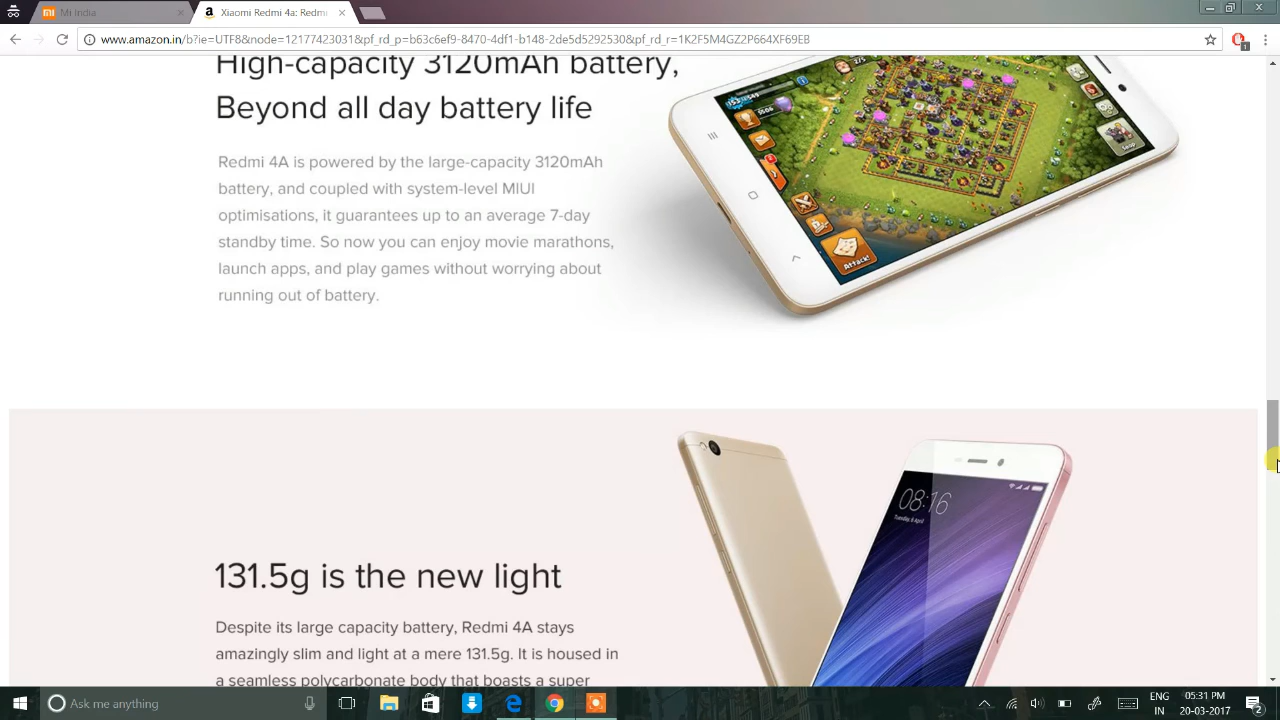 Mi India
Xiaomi Redmi 4a: Redmi
www.amazon.in/b?ie=UTF8&node=12177423031&pf_rd_p=b63c6ef9-8470-4df1-b148-2de5d5292530&pf_rd_r=1K2F5M4GZ2P664XF69EB
High-capacity 3120mAh battery,
Beyond all day battery life
Redmi 4A is powered by the large-capacity 3120mAh
battery, and coupled with system-level MIUI
optimisations, it guarantees up to an average 7-day
standby time. So now you can enjoy movie marathons,
launch apps, and play games without worrying about
running out of battery.
Attack!
08:16
Tuesday, 6 April
131.5g is the new light
Despite its large capacity battery, Redmi 4A stays
amazingly slim and light at a mere 131.5g. It is housed in
a seamless polycarbonate body that boasts a super
Ask me anything
ENG
IN
05:31 PM
20-03-2017
2